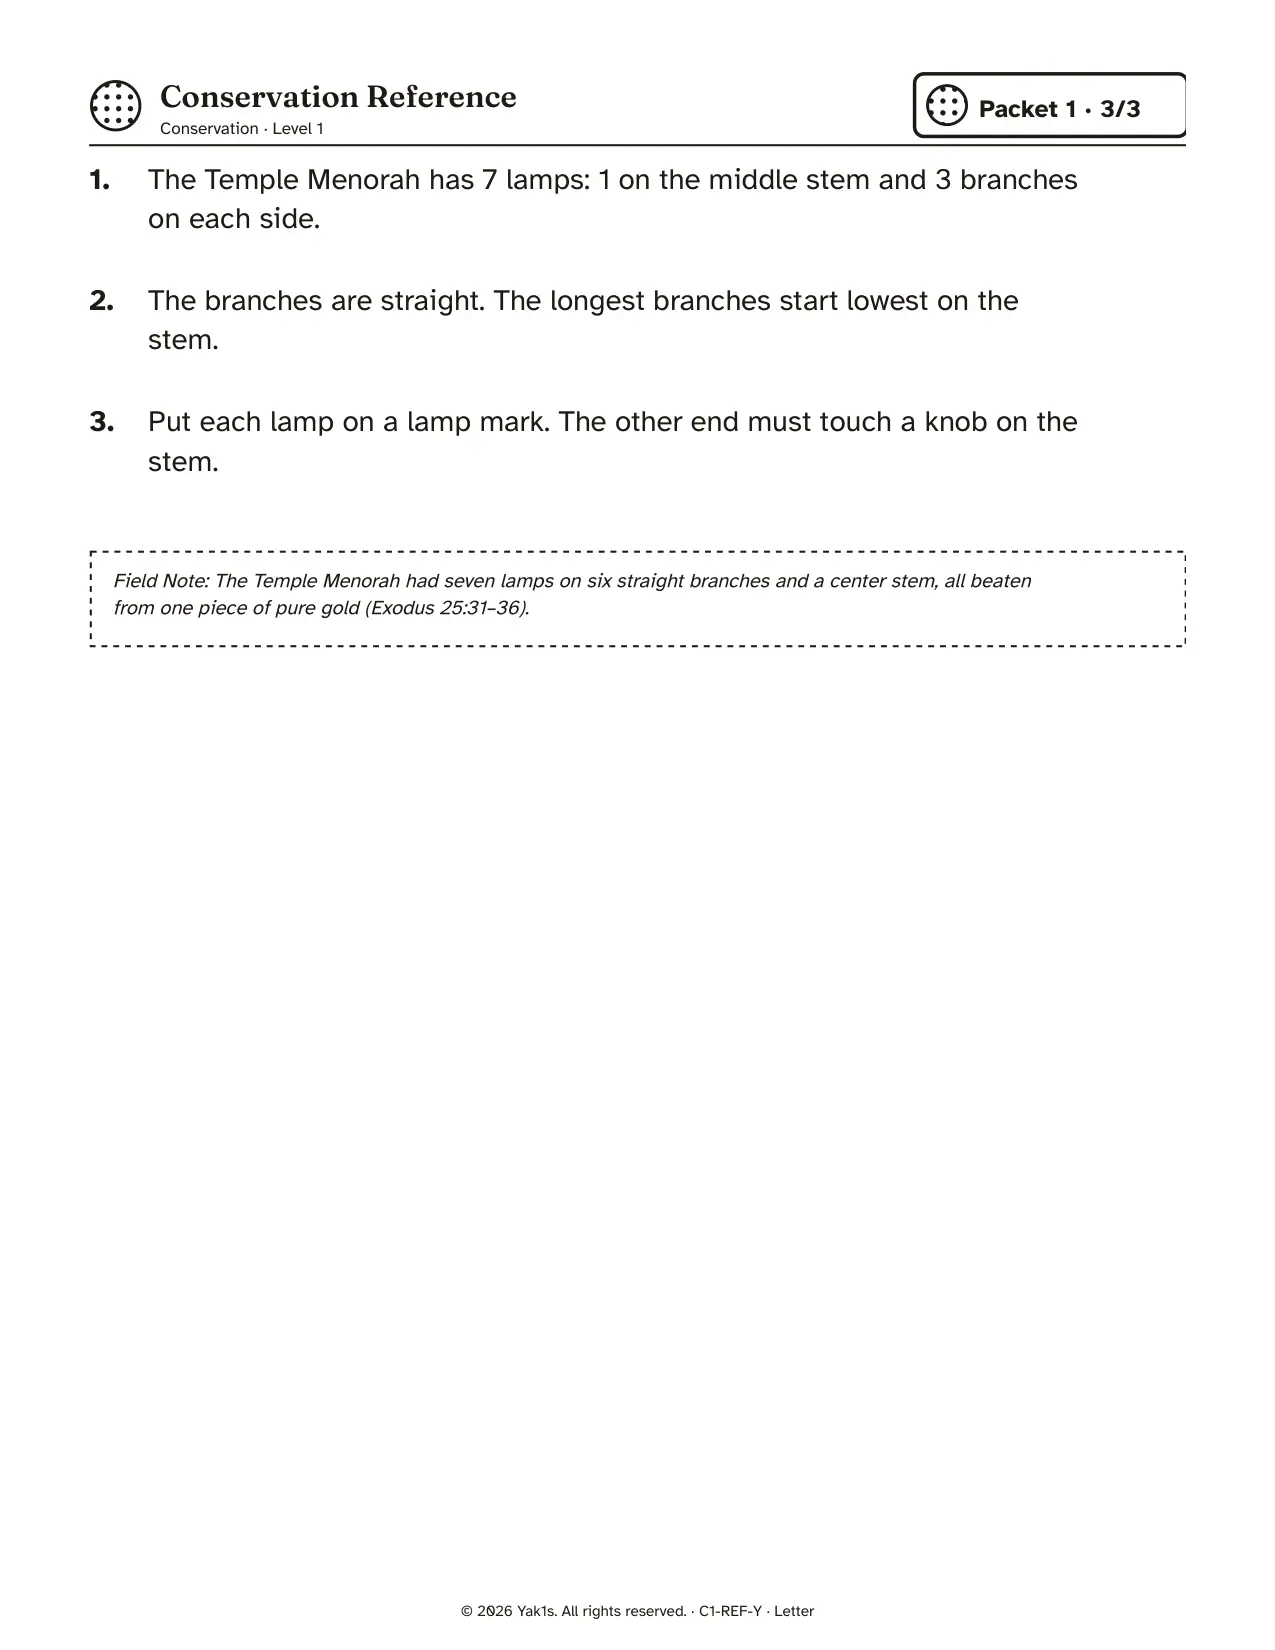 Conservation Reference
Conservation · Level 1
Packet 1 · 3/3
1. The Temple Menorah has 7 lamps: 1 on the middle stem and 3 branches
on each side.
2. The branches are straight. The longest branches start lowest on the
stem.
3. Put each lamp on a lamp mark. The other end must touch a knob on the
stem.
Field Note: The Temple Menorah had seven lamps on six straight branches and a center stem, all beaten
from one piece of pure gold (Exodus 25:31–36).
© 2026 Yak1s. All rights reserved. · C1-REF-Y · Letter